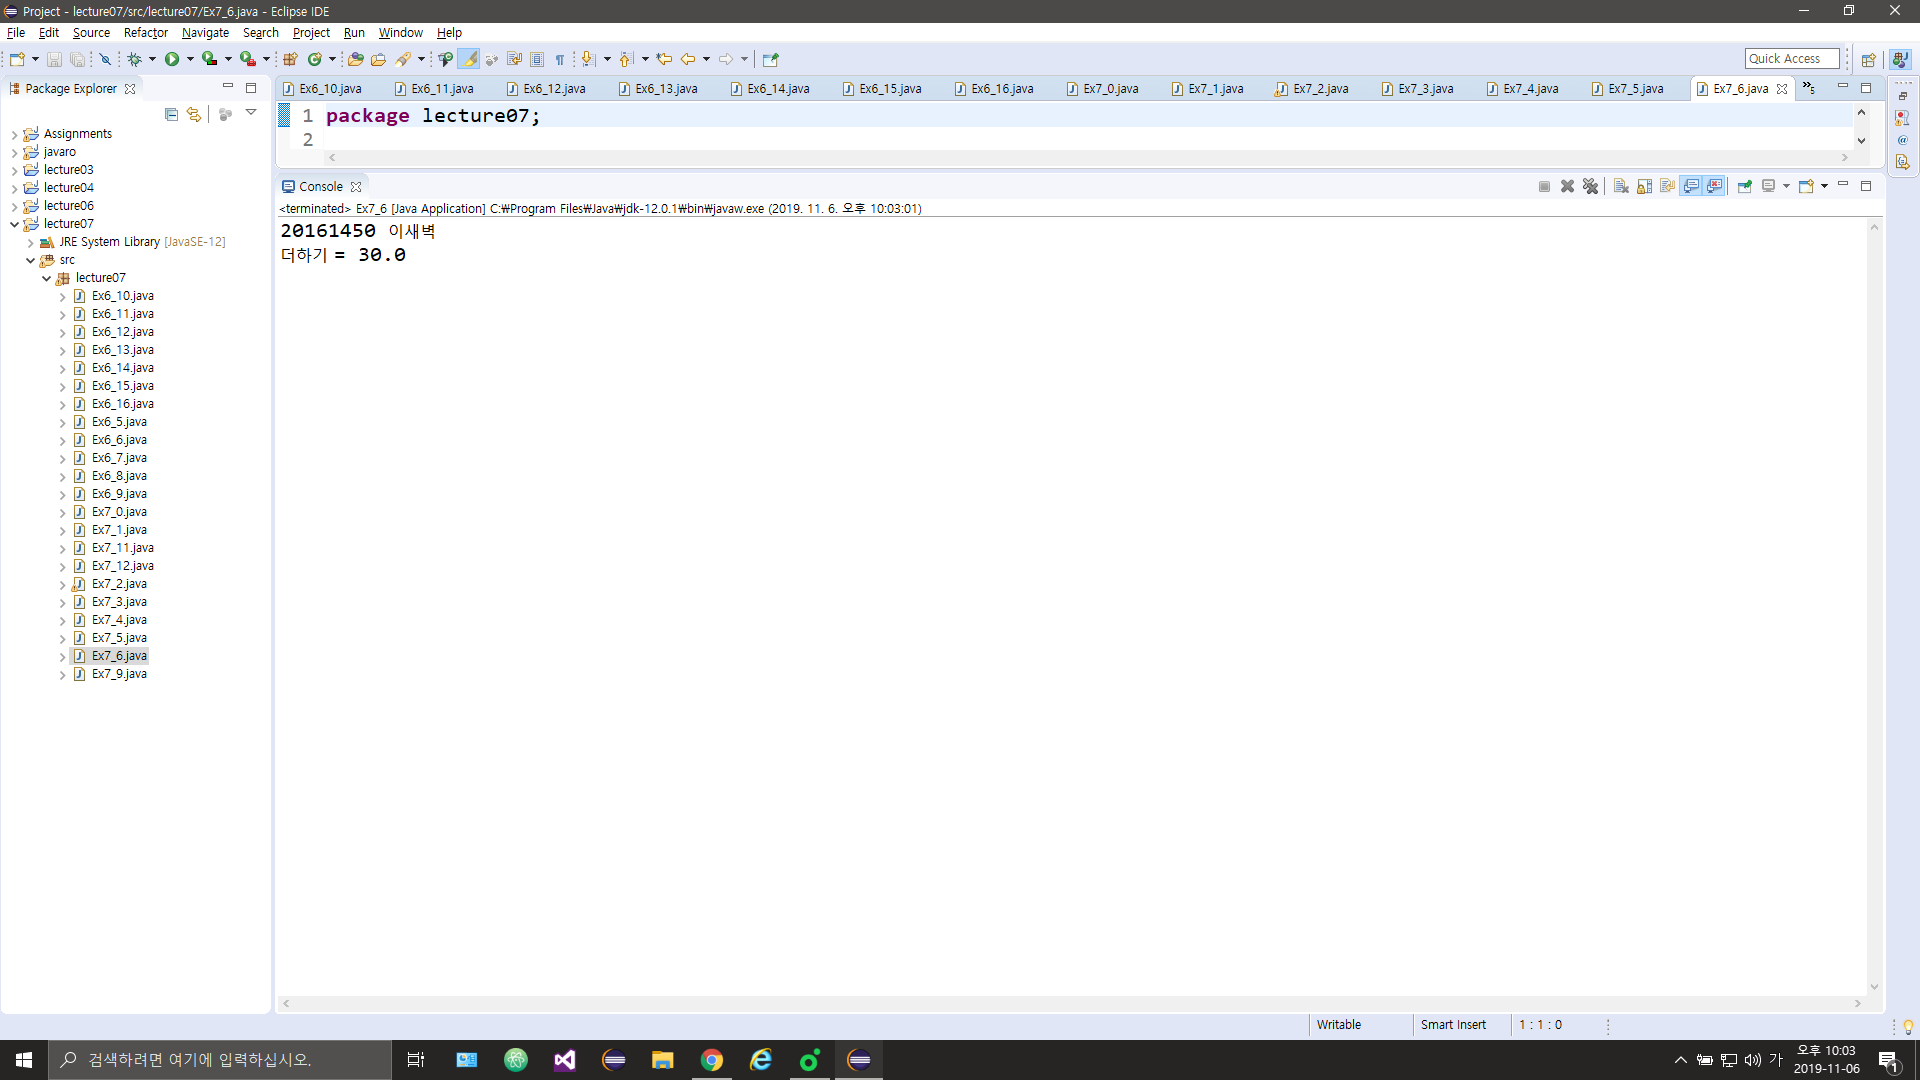 Project - lecture07/src/lecture07/Ex7_6.java - Eclipse IDE
File Edit Source Refactor Navigate Search Project Run Window Help
Quick Access
Package Explorer
Ex6_10.java Ex6_11.java Ex6_12.java Ex6_13.java Ex6_14.java Ex6_15.java Ex6_16.java Ex7_0.java Ex7_1.java Ex7_2.java Ex7_3.java Ex7_4.java Ex7_5.java Ex7_6.java »5
1 package lecture07;
2
Assignments
javaro
lecture03
lecture04
lecture06
lecture07
JRE System Library [JavaSE-12]
src
lecture07
Ex6_10.java
Ex6_11.java
Ex6_12.java
Ex6_13.java
Ex6_14.java
Ex6_15.java
Ex6_16.java
Ex6_5.java
Ex6_6.java
Ex6_7.java
Ex6_8.java
Ex6_9.java
Ex7_0.java
Ex7_1.java
Ex7_11.java
Ex7_12.java
Ex7_2.java
Ex7_3.java
Ex7_4.java
Ex7_5.java
Ex7_6.java
Ex7_9.java
Console
<terminated> Ex7_6 [Java Application] C:₩Program Files₩Java₩jdk-12.0.1₩bin₩javaw.exe (2019. 11. 6. 오후 10:03:01)
20161450 이새벽
더하기 = 30.0
Writable Smart Insert 1 : 1 : 0
검색하려면 여기에 입력하십시오.
가
오후 10:03
2019-11-06
1